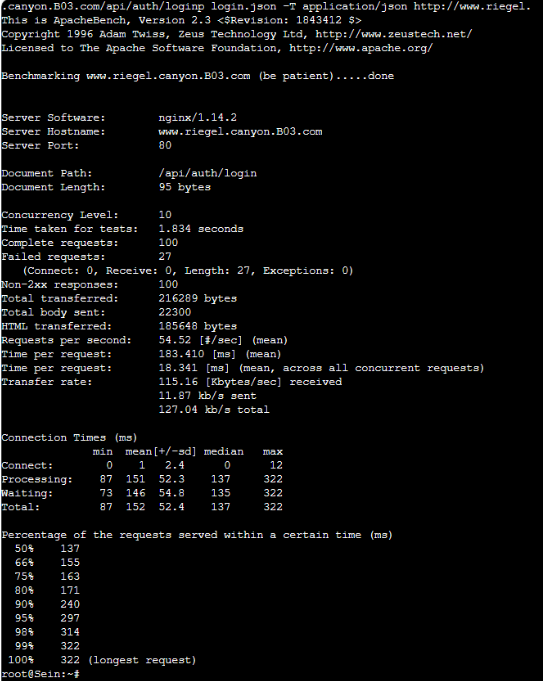 canyon.B03.com/api/auth/loginp login.json -T application/json http://www.riegel.
This is ApacheBench, Version 2.3 <$Revision: 1843412 $>
Copyright 1996 Adam Twiss, Zeus Technology Ltd, http://www.zeustech.net/
Licensed to The Apache Software Foundation, http://www.apache.org/

Benchmarking www.riegel.canyon.B03.com (be patient).....done


Server Software:        nginx/1.14.2
Server Hostname:        www.riegel.canyon.B03.com
Server Port:            80

Document Path:          /api/auth/login
Document Length:        95 bytes

Concurrency Level:      10
Time taken for tests:   1.834 seconds
Complete requests:      100
Failed requests:        27
   (Connect: 0, Receive: 0, Length: 27, Exceptions: 0)
Non-2xx responses:      100
Total transferred:      216289 bytes
Total body sent:        22300
HTML transferred:       185648 bytes
Requests per second:    54.52 [#/sec] (mean)
Time per request:       183.410 [ms] (mean)
Time per request:       18.341 [ms] (mean, across all concurrent requests)
Transfer rate:          115.16 [Kbytes/sec] received
                        11.87 kb/s sent
                        127.04 kb/s total

Connection Times (ms)
              min  mean[+/-sd] median   max
Connect:        0    1   2.4      0      12
Processing:    87  151  52.3    137     322
Waiting:       73  146  54.8    135     322
Total:         87  152  52.4    137     322

Percentage of the requests served within a certain time (ms)
  50%    137
  66%    155
  75%    163
  80%    171
  90%    240
  95%    297
  98%    314
  99%    322
 100%    322 (longest request)
root@Sein:~#